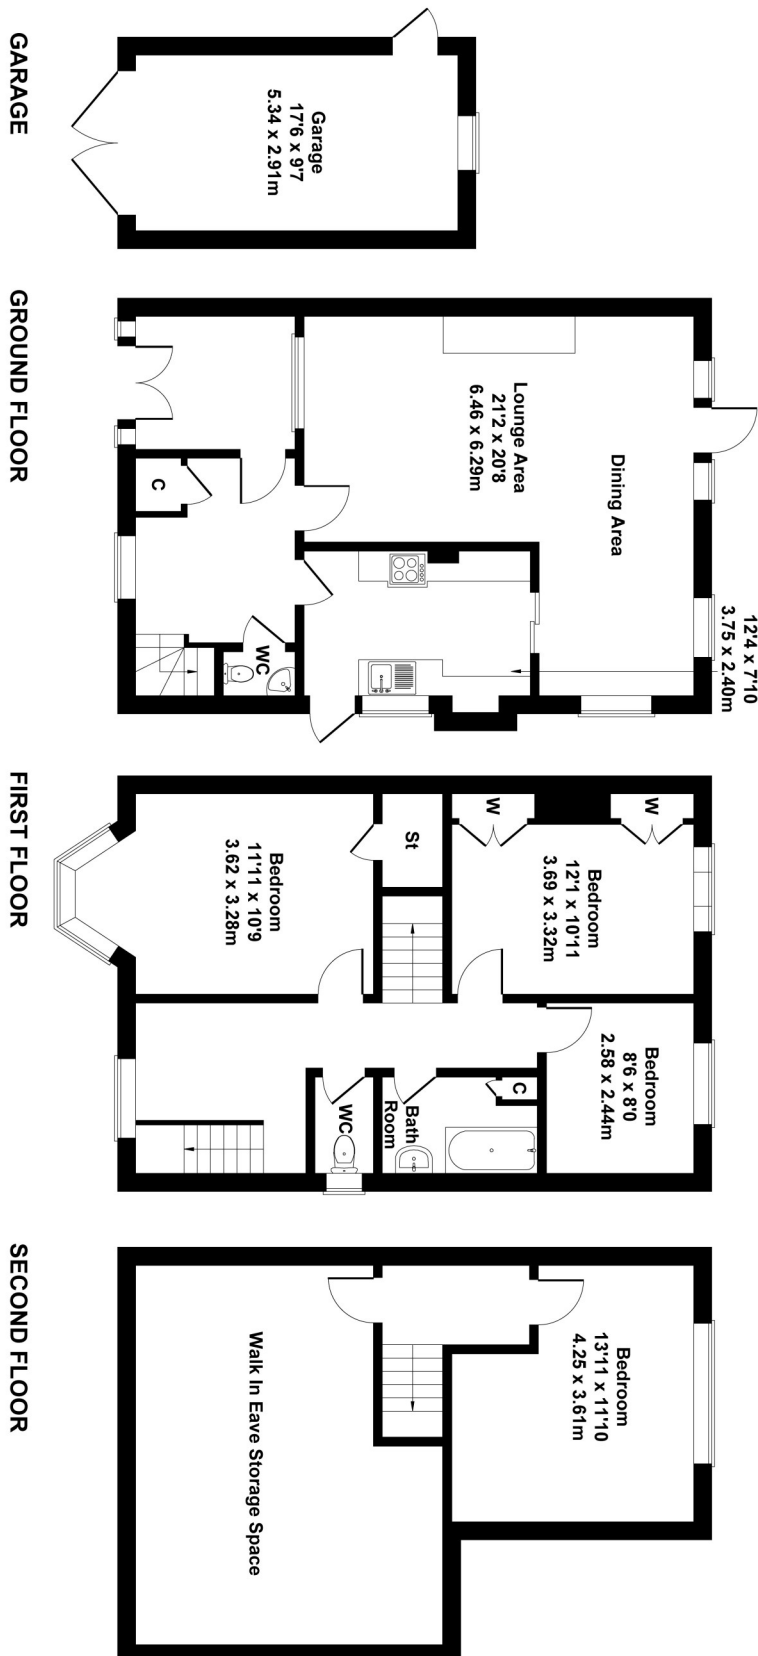 Garage
17'6 x 9'7
5.34 x 2.91m
GARAGE
Dining Area
Lounge Area
21'2 x 20'8
6.46 x 6.29m
12'4 x 7'10
3.75 x 2.40m
C
WC
GROUND FLOOR
W
W
Bedroom
12'1 x 10'11
3.69 x 3.32m
Bedroom
8'6 x 8'0
2.58 x 2.44m
St
C
Bath
Room
WC
Bedroom
11'11 x 10'9
3.62 x 3.28m
FIRST FLOOR
Bedroom
13'11 x 11'10
4.25 x 3.61m
Walk In Eave Storage Space
SECOND FLOOR